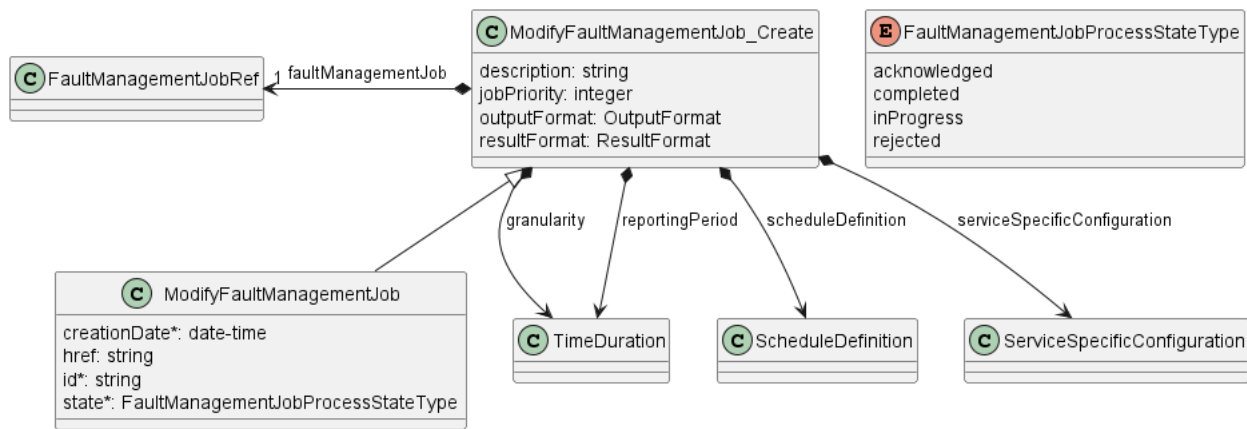 C ModifyFaultManagementJob_Create
description: string
jobPriority: integer
outputFormat: OutputFormat
resultFormat: ResultFormat
E FaultManagementJobProcessStateType
acknowledged
completed
inProgress
rejected
C FaultManagementJobRef
1 faultManagementJob
granularity
reportingPeriod
scheduleDefinition
serviceSpecificConfiguration
C ModifyFaultManagementJob
creationDate*: date-time
href: string
id*: string
state*: FaultManagementJobProcessStateType
C TimeDuration
C ScheduleDefinition
C ServiceSpecificConfiguration